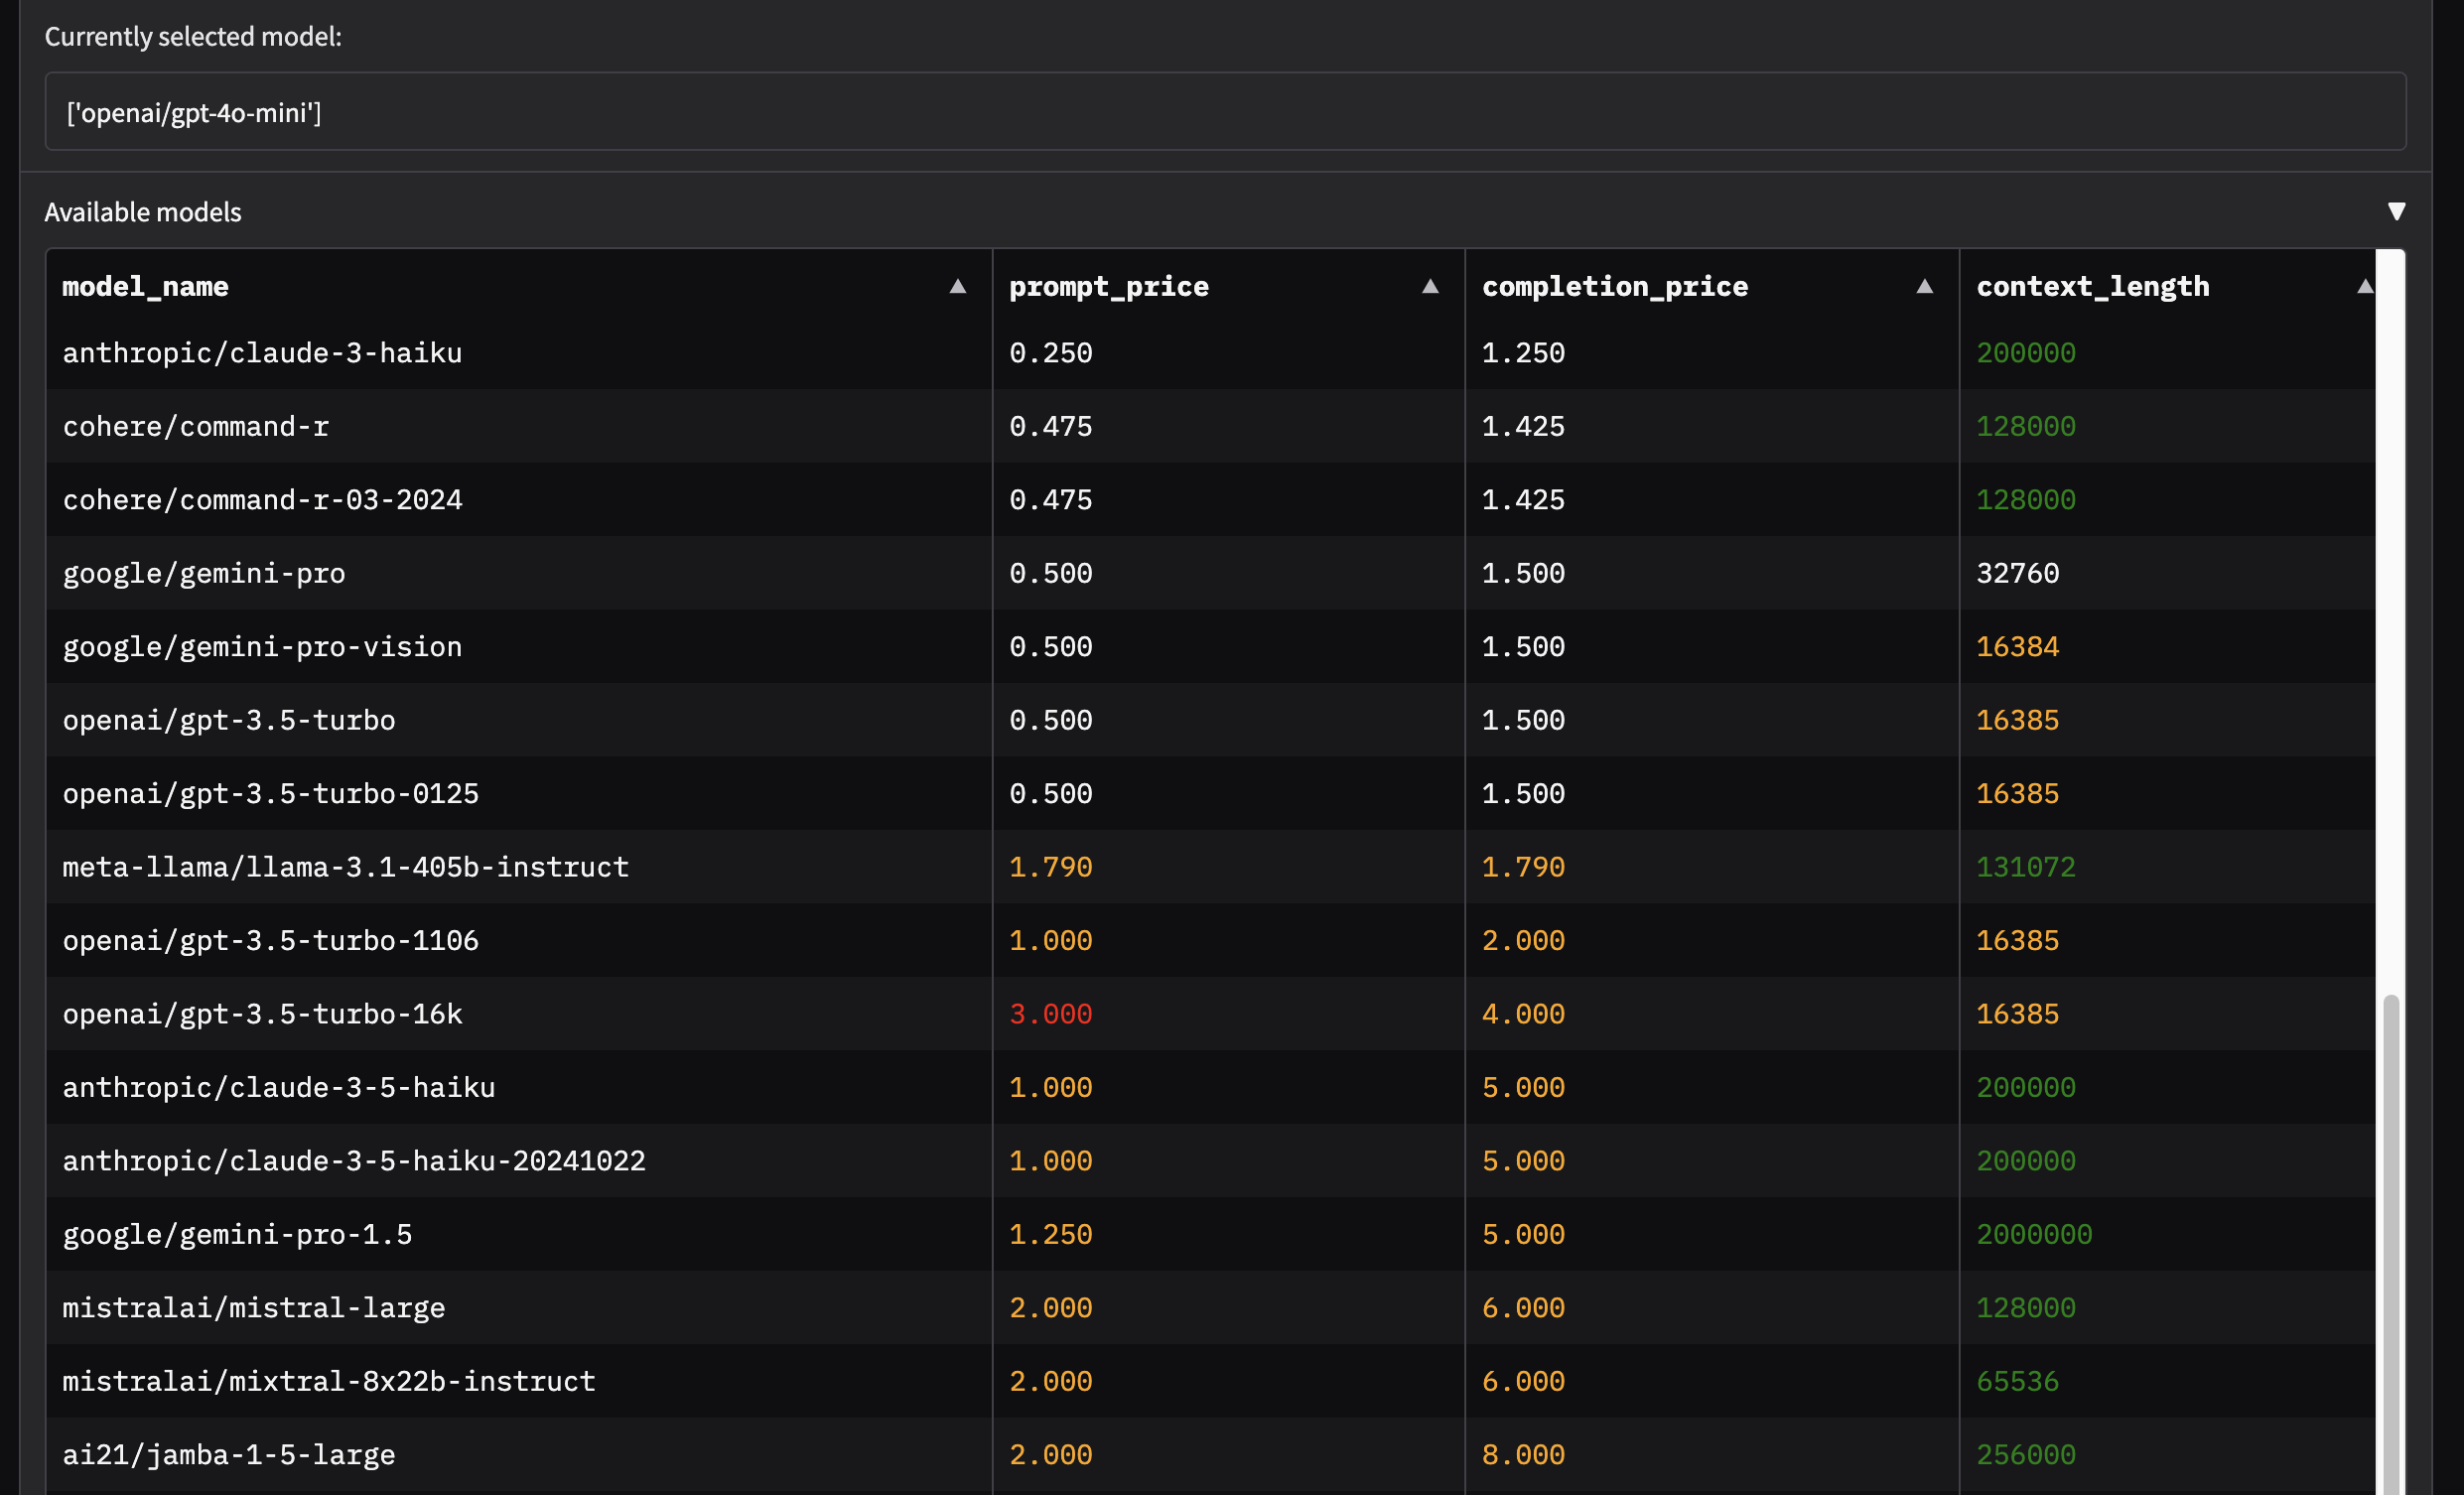 Currently selected model:
['openai/gpt-4o-mini']
Available models
model_name prompt_price completion_price context_length
anthropic/claude-3-haiku 0.250 1.250 200000
cohere/command-r 0.475 1.425 128000
cohere/command-r-03-2024 0.475 1.425 128000
google/gemini-pro 0.500 1.500 32760
google/gemini-pro-vision 0.500 1.500 16384
openai/gpt-3.5-turbo 0.500 1.500 16385
openai/gpt-3.5-turbo-0125 0.500 1.500 16385
meta-llama/llama-3.1-405b-instruct 1.790 1.790 131072
openai/gpt-3.5-turbo-1106 1.000 2.000 16385
openai/gpt-3.5-turbo-16k 3.000 4.000 16385
anthropic/claude-3-5-haiku 1.000 5.000 200000
anthropic/claude-3-5-haiku-20241022 1.000 5.000 200000
google/gemini-pro-1.5 1.250 5.000 2000000
mistralai/mistral-large 2.000 6.000 128000
mistralai/mixtral-8x22b-instruct 2.000 6.000 65536
ai21/jamba-1-5-large 2.000 8.000 256000